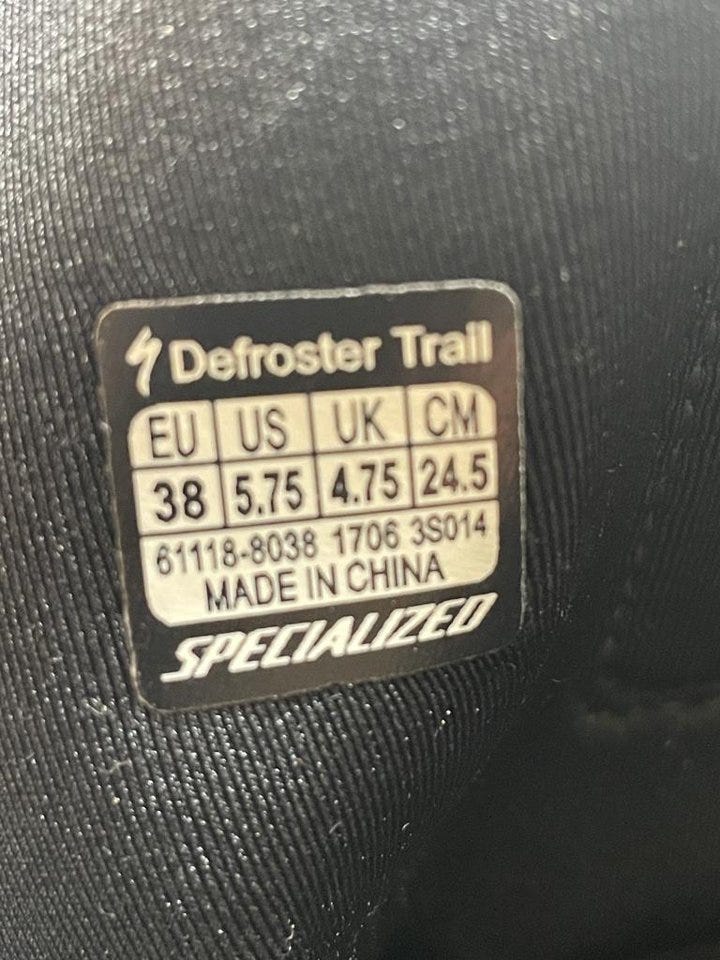 Defroster Trail
EU US UK CM
38 5.75 4.75 24.5
61118-8038 1706 3S014
MADE IN CHINA
SPECIALIZED